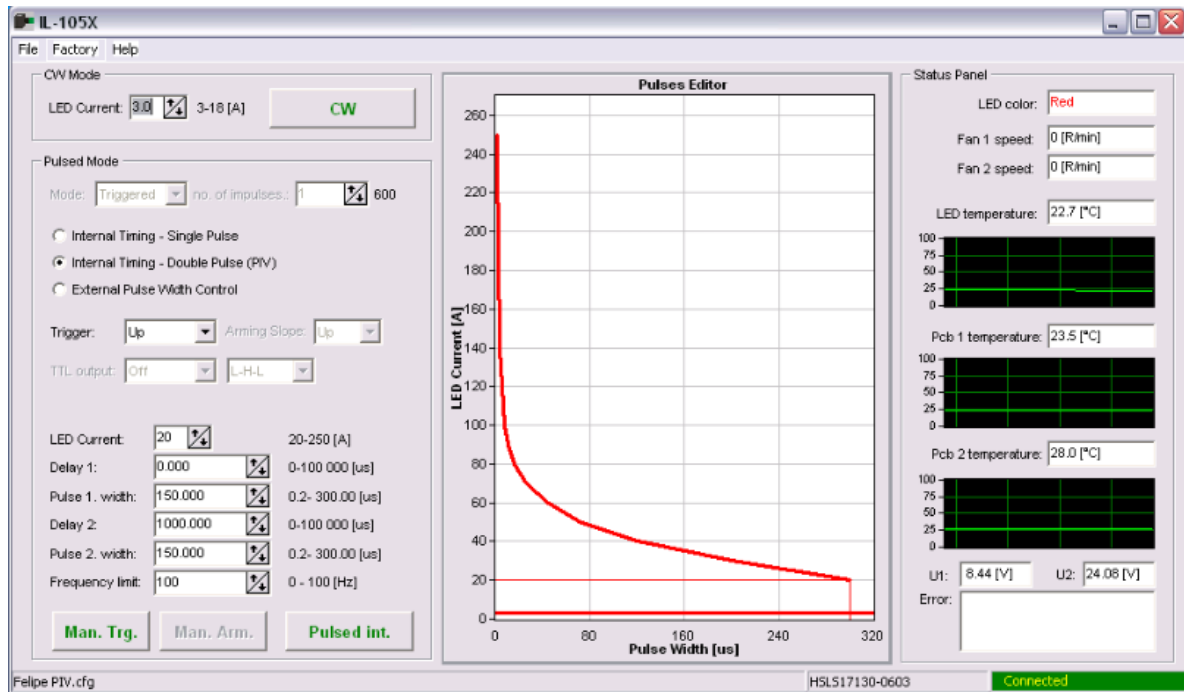 IL-105X
File Factory Help
CW Mode
LED Current: 3.0 3-18 [A] CW
Pulsed Mode
Mode: Triggered no. of impulses.: 1 600
Internal Timing - Single Pulse
Internal Timing - Double Pulse (PIV)
External Pulse Width Control
Trigger: Up Arming Slope: Up
TTL output: Off L-H-L
LED Current: 20 20-250 [A]
Delay 1: 0.000 0-100 000 [us]
Pulse 1. width: 150.000 0.2- 300.00 [us]
Delay 2: 1000.000 0-100 000 [us]
Pulse 2. width: 150.000 0.2- 300.00 [us]
Frequency limit: 100 0 - 100 [Hz]
Man. Trg. Man. Arm. Pulsed int.
Pulses Editor
LED Current [A]
260
240
220
200
180
160
140
120
100
80
60
40
20
0
0 80 160 240 320
Pulse Width [us]
Status Panel
LED color: Red
Fan 1 speed: 0 [R/min]
Fan 2 speed: 0 [R/min]
LED temperature: 22.7 [°C]
100
75
50
25
0
Pcb 1 temperature: 23.5 [°C]
100
75
50
25
0
Pcb 2 temperature: 28.0 [°C]
100
75
50
25
0
U1: 8.44 [V] U2: 24.08 [V]
Error:
Felipe PIV.cfg HSLS17130-0603 Connected